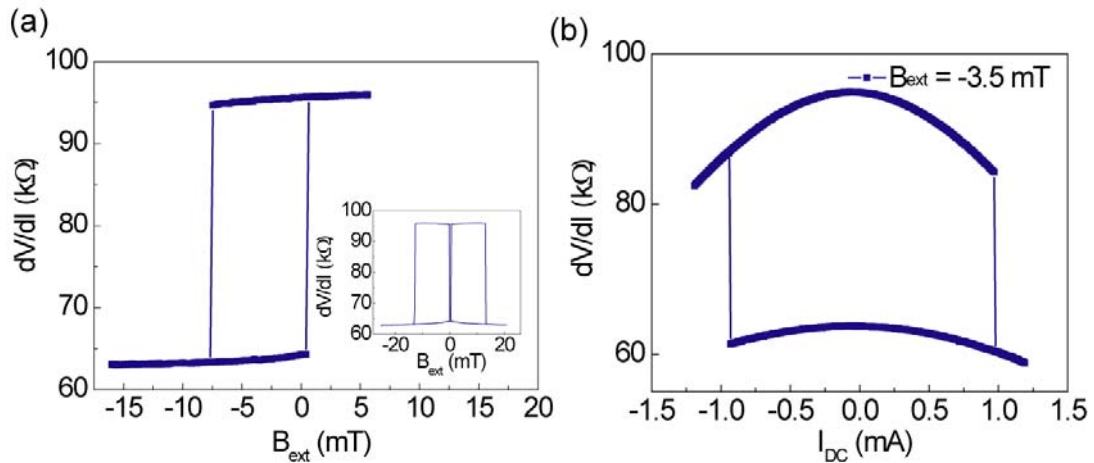 (a)
100
90
80
70
60
dV/dI (kΩ)
-15 -10 -5 0 5 10 15 20
B_ext (mT)
100
90
80
70
60
dV/dI (kΩ)
-20 0 20
B_ext (mT)
(b)
100
80
60
dV/dI (kΩ)
B_ext = -3.5 mT
-1.5 -1.0 -0.5 0.0 0.5 1.0 1.5
I_DC (mA)